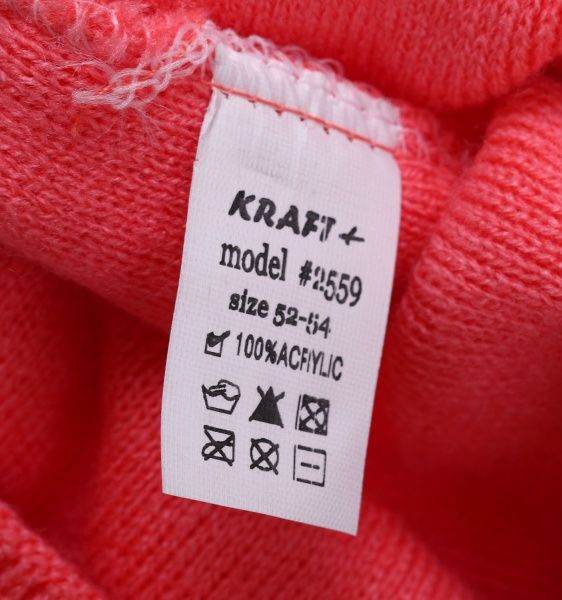 KRAFT+
model #2559
size 52-54
100%ACRYLIC